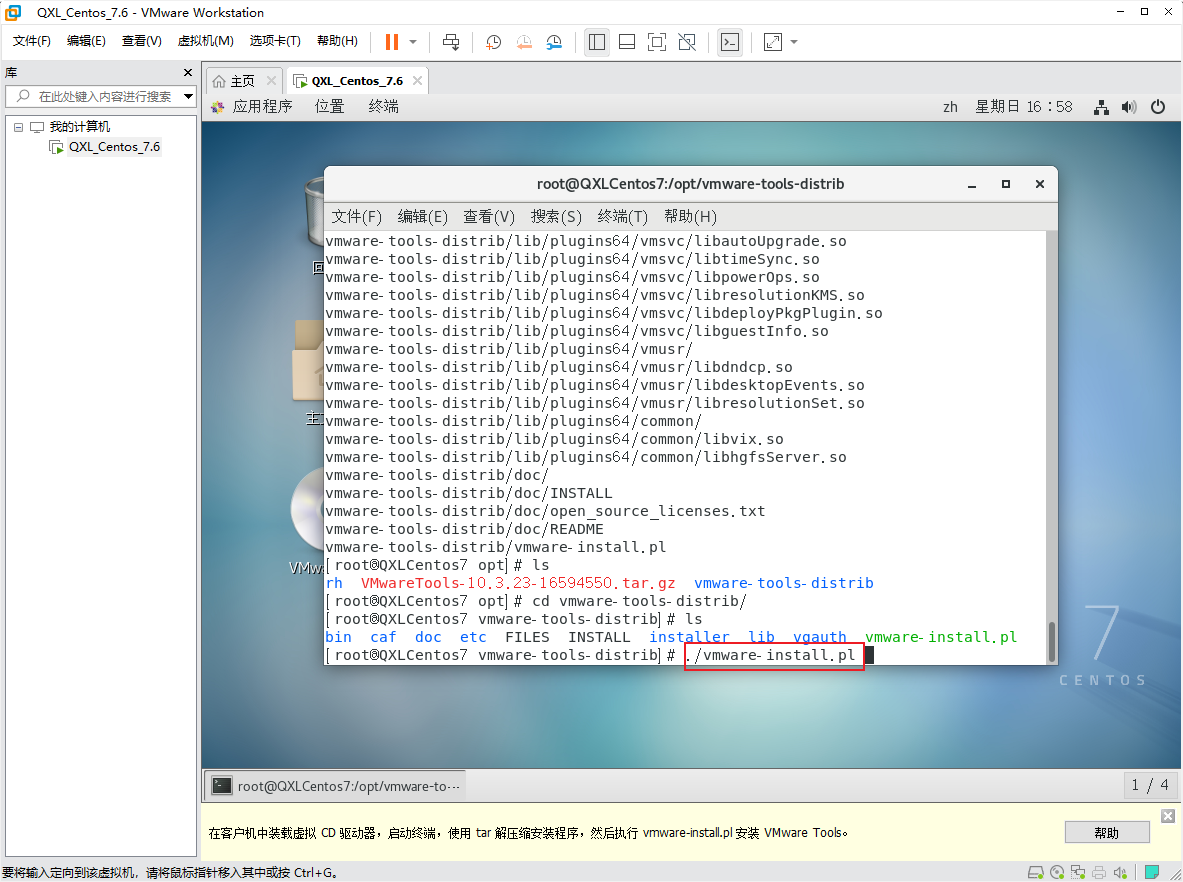 QXL_Centos_7.6 - VMware Workstation
文件(F) 编辑(E) 查看(V) 虚拟机(M) 选项卡(T) 帮助(H)
库
在此处键入内容进行搜索
我的计算机
QXL_Centos_7.6
主页 QXL_Centos_7.6
应用程序 位置 终端 zh 星期日 16：58
root@QXLCentos7:/opt/vmware-tools-distrib
文件(F) 编辑(E) 查看(V) 搜索(S) 终端(T) 帮助(H)
vmware-tools-distrib/lib/plugins64/vmsvc/libautoUpgrade.so
vmware-tools-distrib/lib/plugins64/vmsvc/libtimeSync.so
vmware-tools-distrib/lib/plugins64/vmsvc/libpowerOps.so
vmware-tools-distrib/lib/plugins64/vmsvc/libresolutionKMS.so
vmware-tools-distrib/lib/plugins64/vmsvc/libdeployPkgPlugin.so
vmware-tools-distrib/lib/plugins64/vmsvc/libguestInfo.so
vmware-tools-distrib/lib/plugins64/vmusr/
vmware-tools-distrib/lib/plugins64/vmusr/libdndcp.so
vmware-tools-distrib/lib/plugins64/vmusr/libdesktopEvents.so
vmware-tools-distrib/lib/plugins64/vmusr/libresolutionSet.so
vmware-tools-distrib/lib/plugins64/common/
vmware-tools-distrib/lib/plugins64/common/libvix.so
vmware-tools-distrib/lib/plugins64/common/libhgfsServer.so
vmware-tools-distrib/doc/
vmware-tools-distrib/doc/INSTALL
vmware-tools-distrib/doc/open_source_licenses.txt
vmware-tools-distrib/doc/README
vmware-tools-distrib/vmware-install.pl
[root@QXLCentos7 opt]# ls
rh VMwareTools-10.3.23-16594550.tar.gz vmware-tools-distrib
[root@QXLCentos7 opt]# cd vmware-tools-distrib/
[root@QXLCentos7 vmware-tools-distrib]# ls
bin caf doc etc FILES INSTALL installer lib vgauth vmware-install.pl
[root@QXLCentos7 vmware-tools-distrib]# ./vmware-install.pl
7
CENTOS
root@QXLCentos7:/opt/vmware-to··· 1 / 4
在客户机中装载虚拟 CD 驱动器，启动终端，使用 tar 解压缩安装程序，然后执行 vmware-install.pl 安装 VMware Tools。
帮助
要将输入定向到该虚拟机，请将鼠标指针移入其中或按 Ctrl+G。